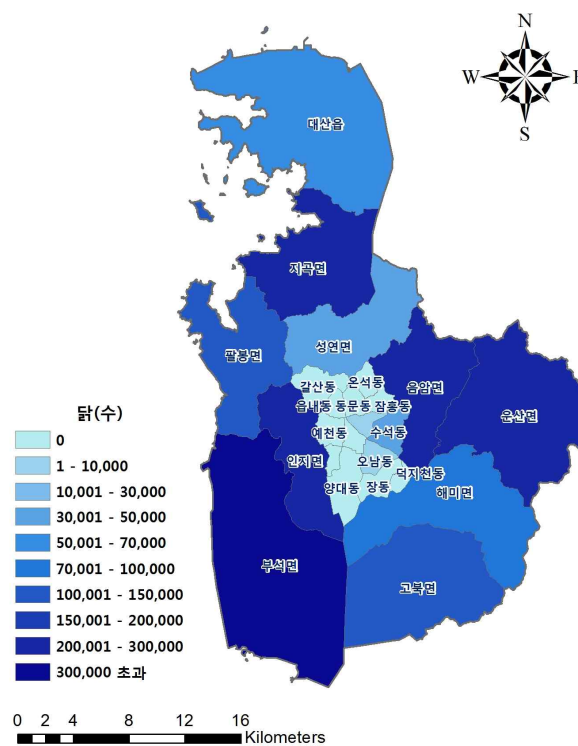 N
W
E
S
대산읍
지곡면
팔봉면
성연면
갈산동
온석동
음암면
운산면
읍내동 동문동 잠홍동
예천동
수석동
인지면
오남동
덕지천동
양대동
장동
해미면
부석면
고북면
닭(수)
0
1 - 10,000
10,001 - 30,000
30,001 - 50,000
50,001 - 70,000
70,001 - 100,000
100,001 - 150,000
150,001 - 200,000
200,001 - 300,000
300,000 초과
0 2 4 8 12 16
Kilometers